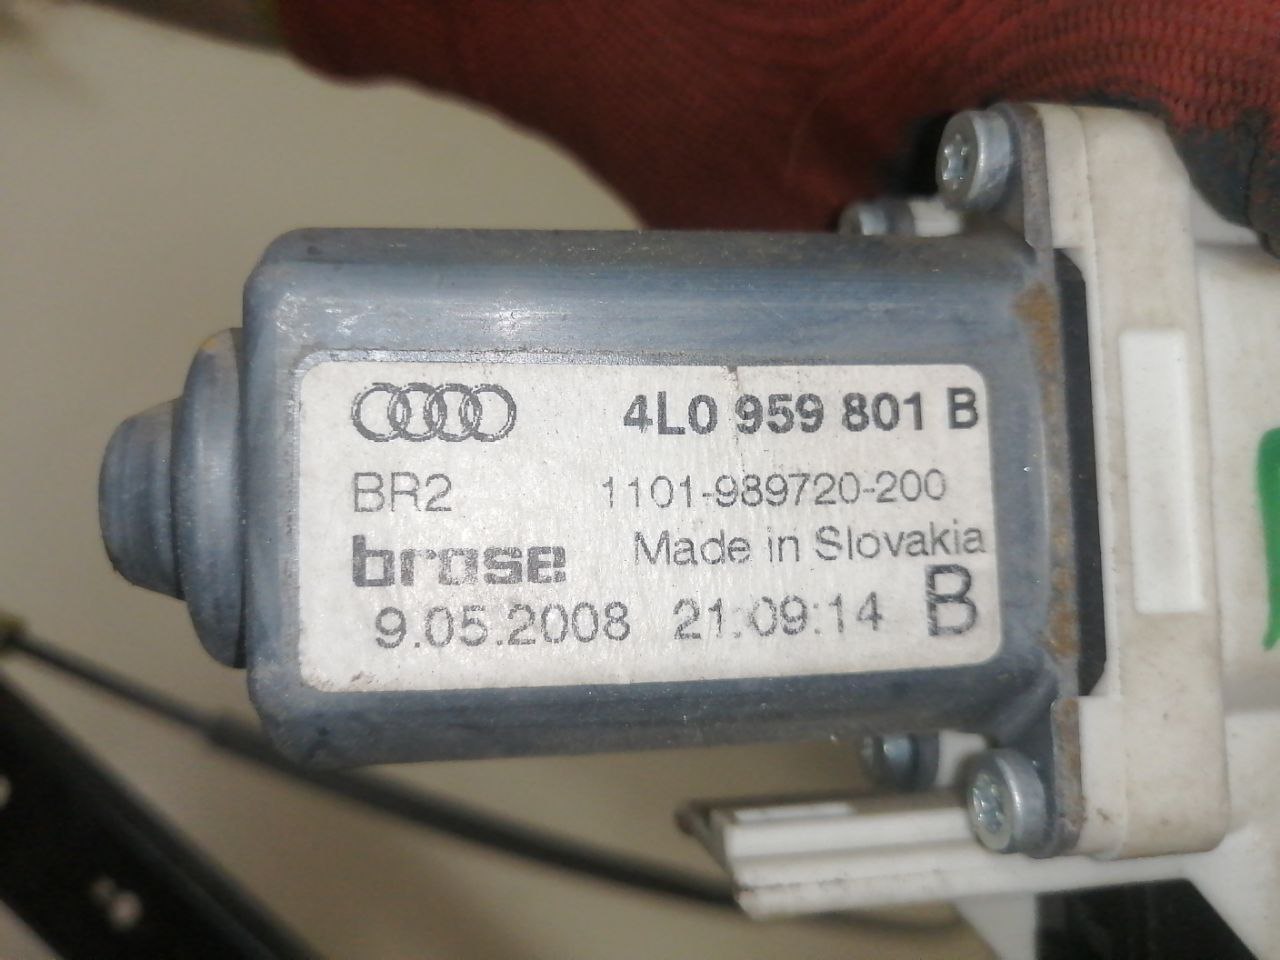 4L0 959 801 B
BR2 1101-989720-200
brose Made in Slovakia
9.05.2008 21:09:14 B